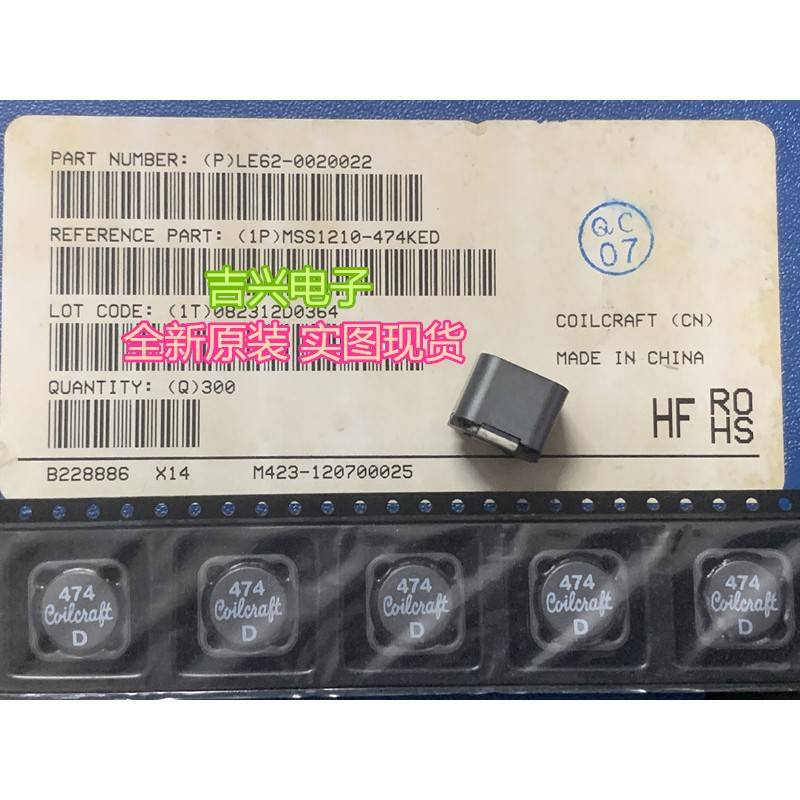 PART NUMBER: (P)LE62-0020022
REFERENCE PART: (1P)MSS1210-474KED
吉兴电子
LOT CODE: (1T)082312D0364
全新原装 实图现货
QUANTITY: (Q)300
QC
07
COILCRAFT (CN)
MADE IN CHINA
HF RO
HS
B228886 X14 M423-120700025
474
Coilcraft
D
474
Coilcraft
D
474
Coilcraft
D
474
Coilcraft
D
474
Coilcraft
D